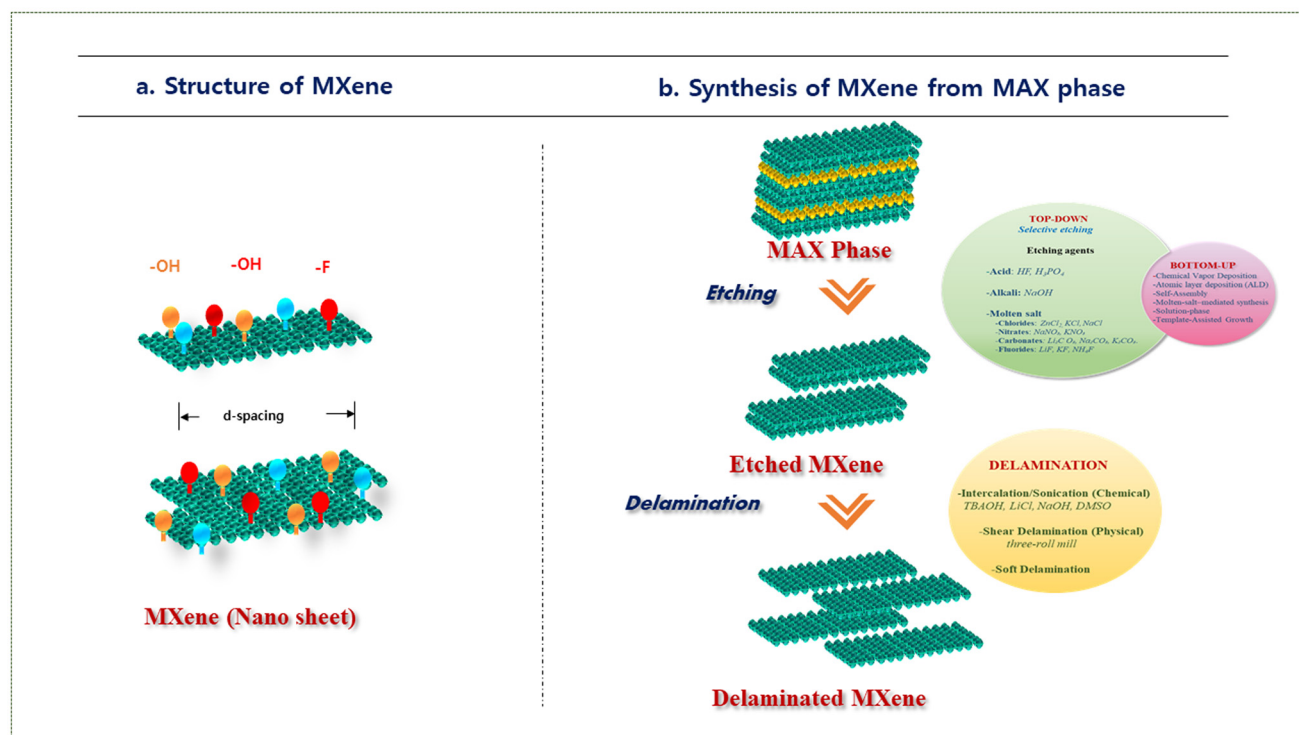 a. Structure of MXene
b. Synthesis of MXene from MAX phase
-OH
-OH
-F
d-spacing
MXene (Nano sheet)
MAX Phase
Etching
Etched MXene
Delamination
Delaminated MXene
TOP-DOWN
Selective etching
Etching agents
-Acid: HF, H₃PO₄
-Alkali: NaOH
-Molten salt
-Chlorides: ZnCl₂, KCl, NaCl
-Nitrates: NaNO₃, KNO₃
-Carbonates: Li₂C O₃, Na₂CO₃, K₂CO₃.
-Fluorides: LiF, KF, NH₄F
BOTTOM-UP
-Chemical Vapor Deposition
-Atomic layer deposition (ALD)
-Self-Assembly
-Molten-salt–mediated synthesis
-Solution-phase
-Template-Assisted Growth
DELAMINATION
-Intercalation/Sonication (Chemical)
TBAOH, LiCl, NaOH, DMSO
-Shear Delamination (Physical)
three-roll mill
-Soft Delamination